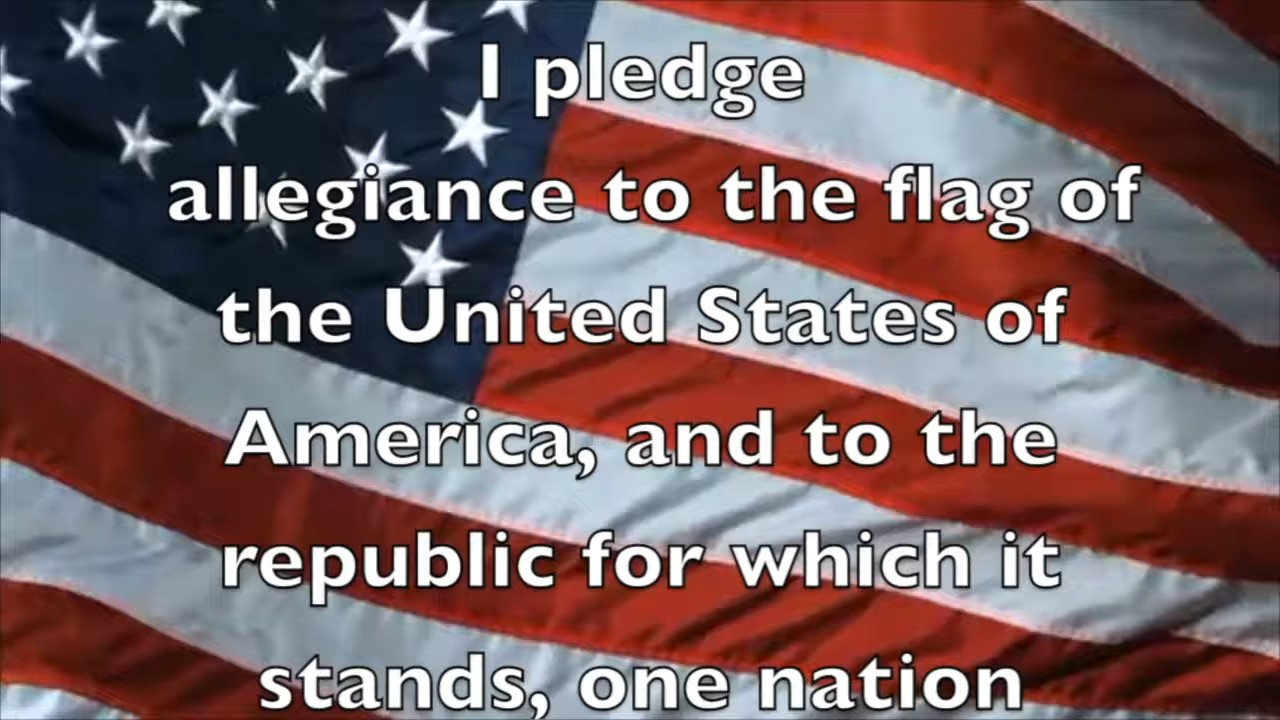 I pledge
allegiance to the flag of
the United States of
America, and to the
republic for which it
stands, one nation